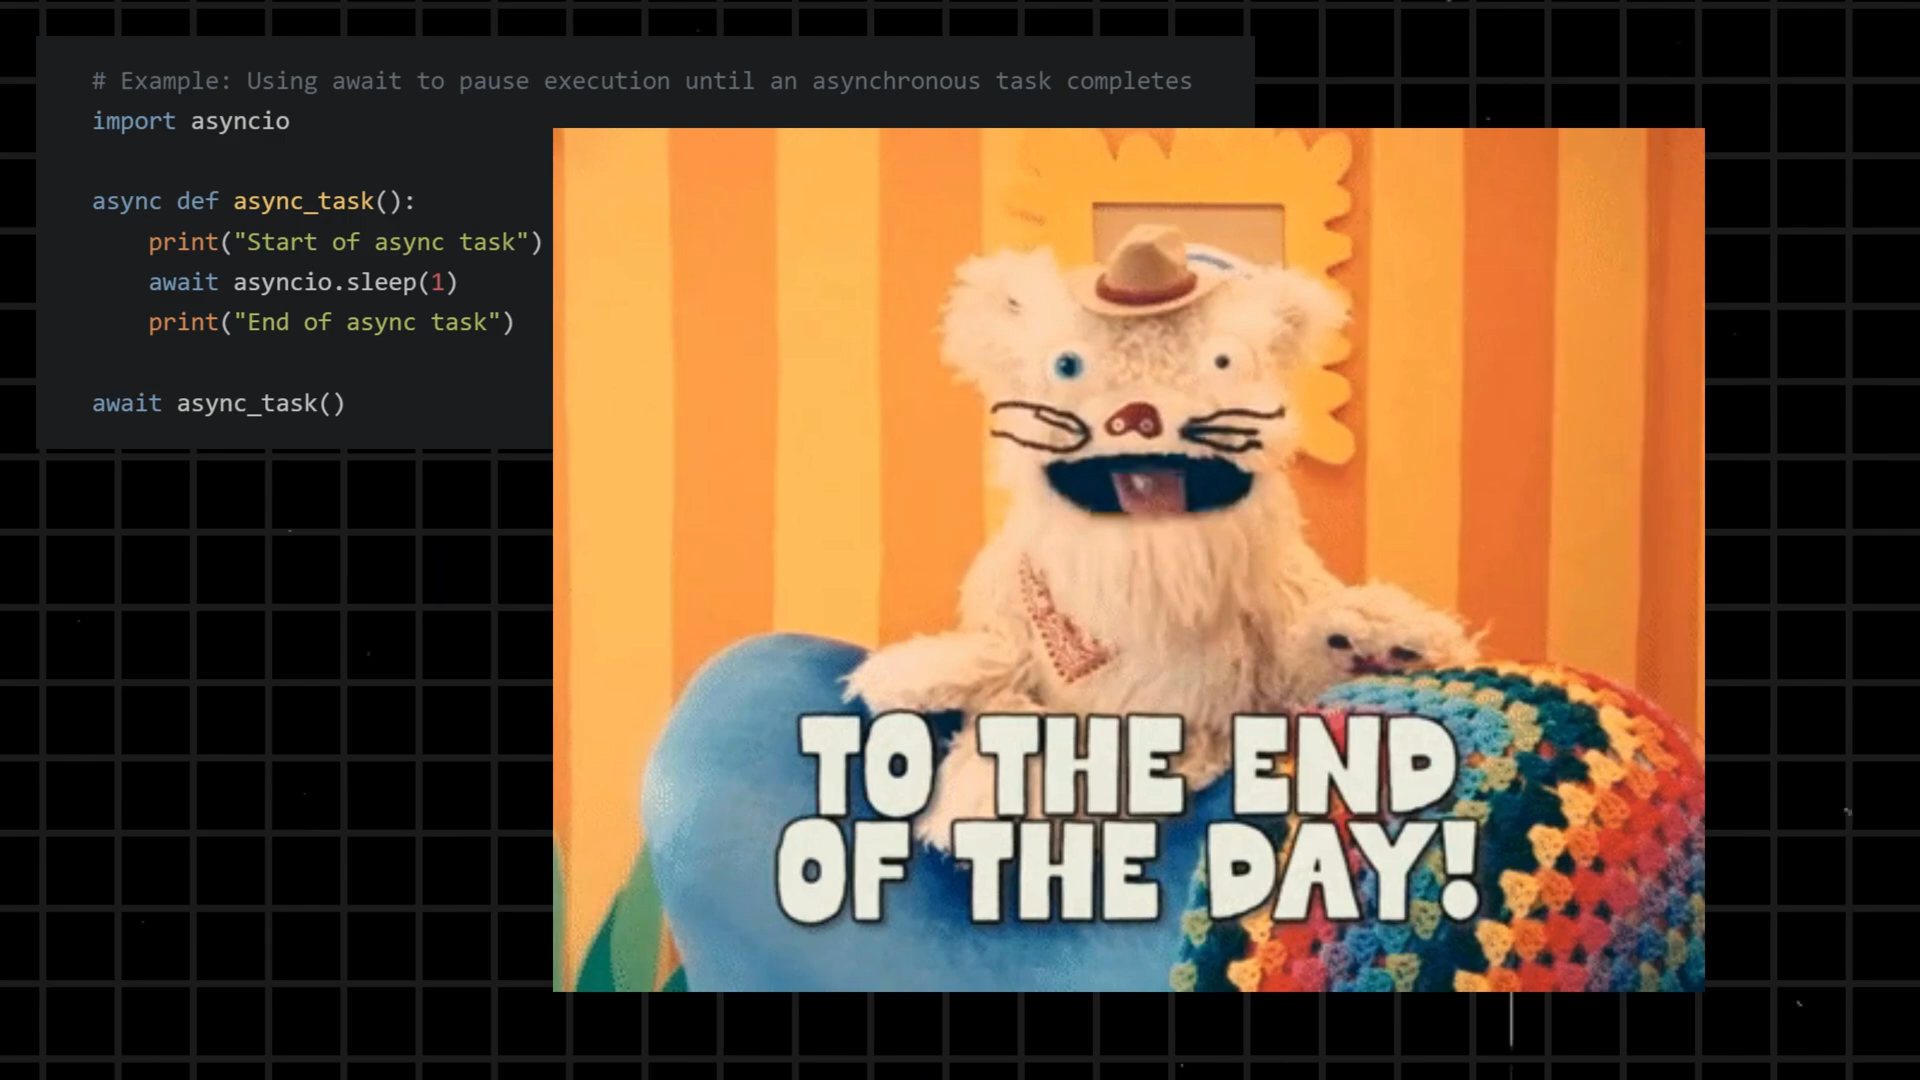 # Example: Using await to pause execution until an asynchronous task completes
import asyncio
async def async_task():
    print("Start of async task")
    await asyncio.sleep(1)
    print("End of async task")
await async_task()
TO THE END
OF THE DAY!